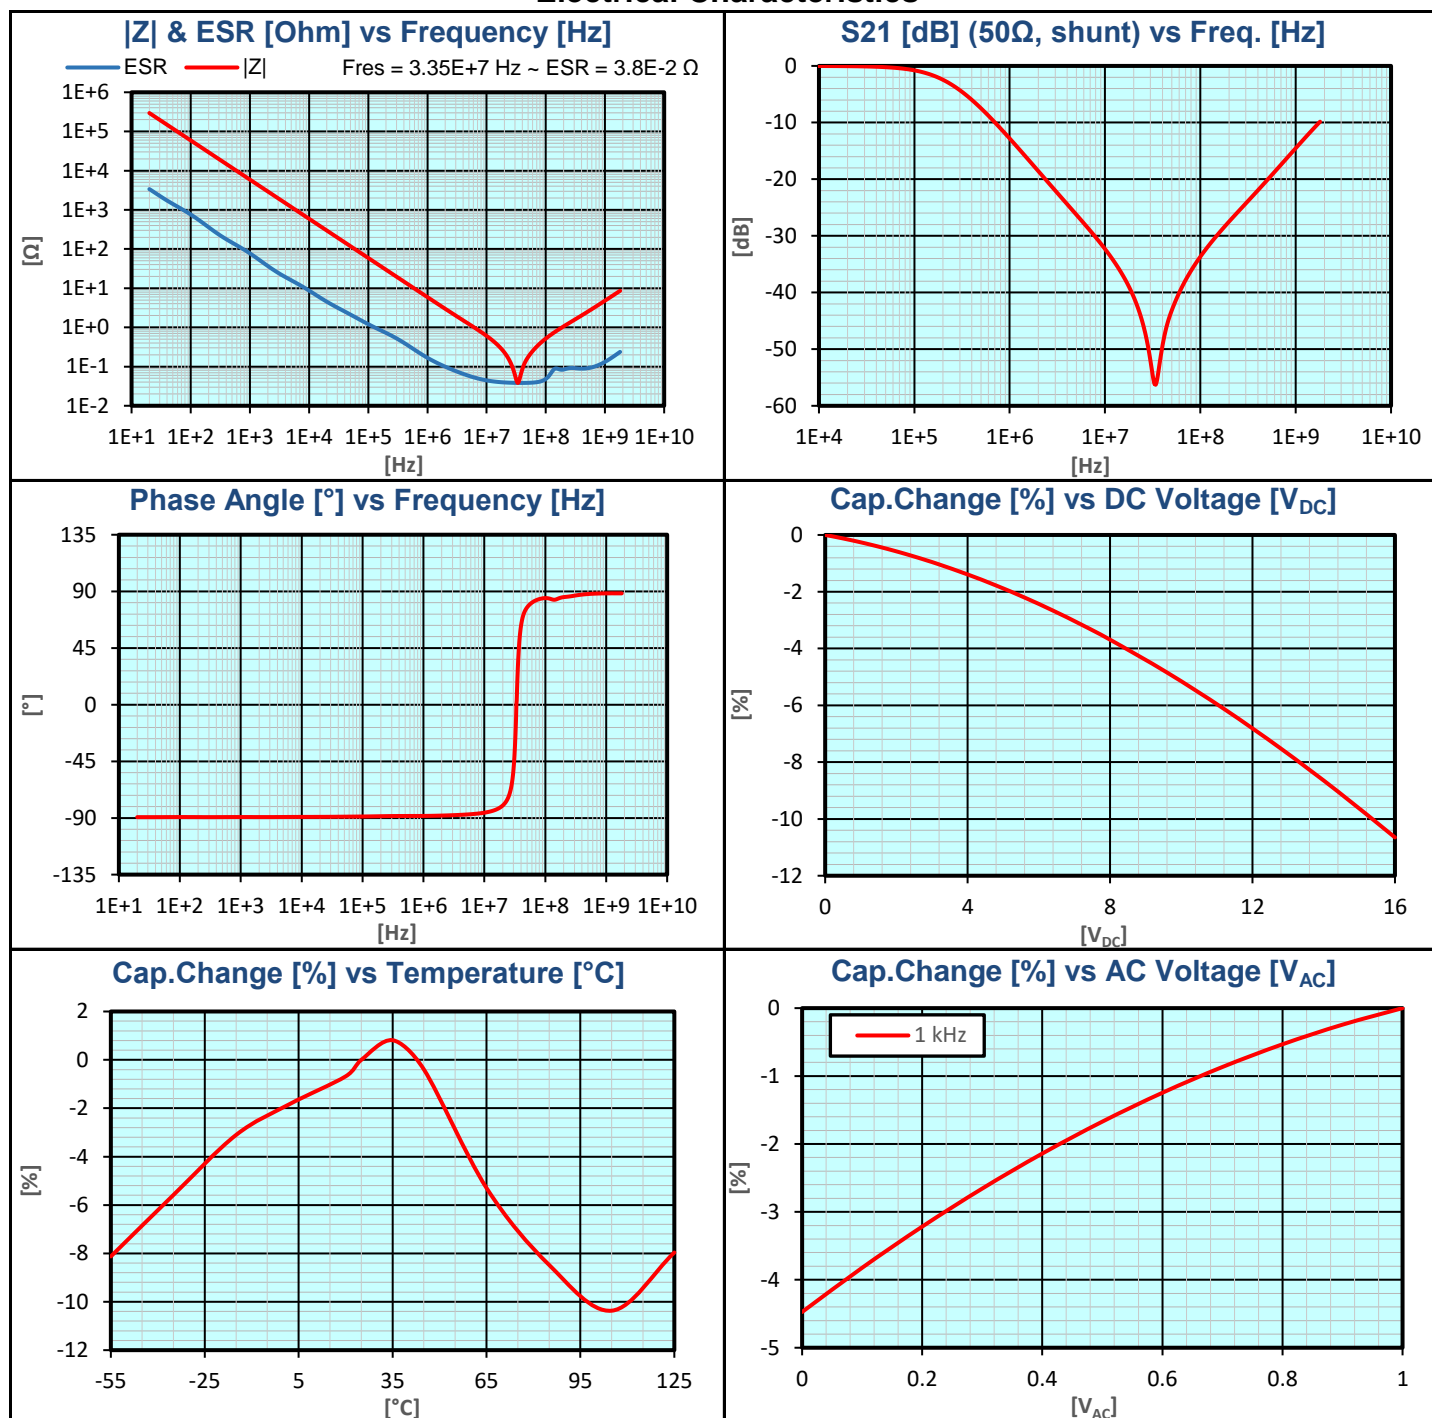 |Z| & ESR [Ohm] vs Frequency [Hz]
ESR |Z| Fres = 3.35E+7 Hz ~ ESR = 3.8E-2 Ω
1E+6
1E+5
1E+4
1E+3
1E+2
1E+1
1E+0
1E-1
1E-2
[Ω]
1E+1 1E+2 1E+3 1E+4 1E+5 1E+6 1E+7 1E+8 1E+9 1E+10
[Hz]
S21 [dB] (50Ω, shunt) vs Freq. [Hz]
0
-10
-20
-30
-40
-50
-60
[dB]
1E+4 1E+5 1E+6 1E+7 1E+8 1E+9 1E+10
[Hz]
Phase Angle [°] vs Frequency [Hz]
135
90
45
0
-45
-90
-135
[°]
1E+1 1E+2 1E+3 1E+4 1E+5 1E+6 1E+7 1E+8 1E+9 1E+10
[Hz]
Cap.Change [%] vs DC Voltage [VDC]
0
-2
-4
-6
-8
-10
-12
[%]
0 4 8 12 16
[VDC]
Cap.Change [%] vs Temperature [°C]
2
0
-2
-4
-6
-8
-10
-12
[%]
-55 -25 5 35 65 95 125
[°C]
Cap.Change [%] vs AC Voltage [VAC]
1 kHz
0
-1
-2
-3
-4
-5
[%]
0 0.2 0.4 0.6 0.8 1
[VAC]